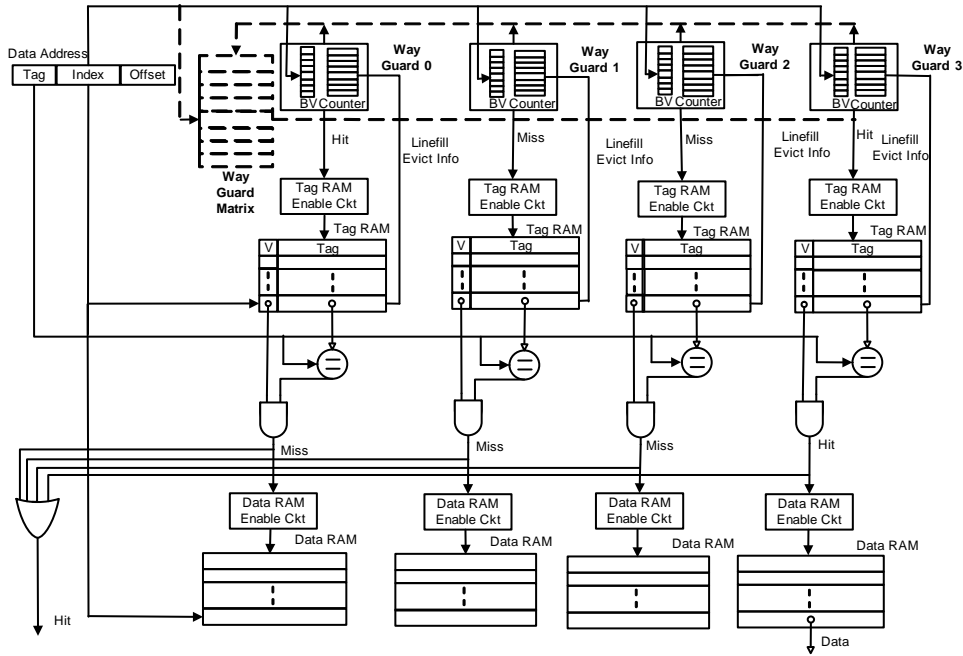 Data Address
Tag Index Offset
Way
Guard 0
Way
Guard 1
Way
Guard 2
Way
Guard 3
BV Counter
BV Counter
BV Counter
BV Counter
Way
Guard
Matrix
Hit
Linefill
Evict Info
Miss
Linefill
Evict Info
Miss
Linefill
Evict Info
Hit
Linefill
Evict Info
Tag RAM
Enable Ckt
Tag RAM
Enable Ckt
Tag RAM
Enable Ckt
Tag RAM
Enable Ckt
Tag RAM
Tag RAM
Tag RAM
Tag RAM
V Tag
V Tag
V Tag
V Tag
=
=
=
=
Miss
Miss
Miss
Hit
Data RAM
Enable Ckt
Data RAM
Enable Ckt
Data RAM
Enable Ckt
Data RAM
Enable Ckt
Data RAM
Data RAM
Data RAM
Data RAM
Hit
Data